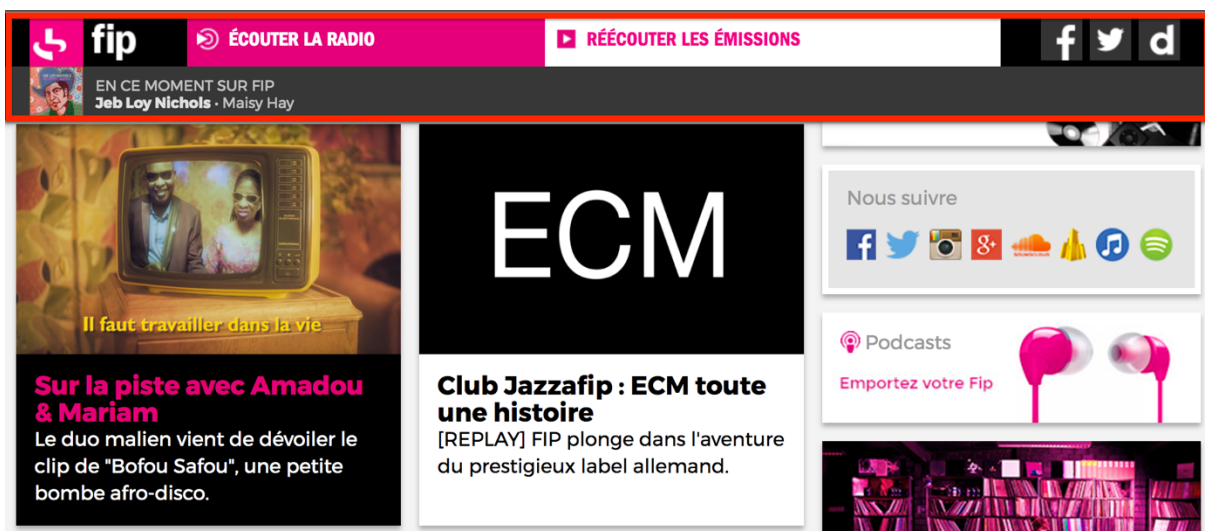 fip
ÉCOUTER LA RADIO
RÉÉCOUTER LES ÉMISSIONS
EN CE MOMENT SUR FIP
Jeb Loy Nichols · Maisy Hay
Il faut travailler dans la vie
Sur la piste avec Amadou
& Mariam
Le duo malien vient de dévoiler le
clip de "Bofou Safou", une petite
bombe afro-disco.
ECM
Club Jazzafip : ECM toute
une histoire
[REPLAY] FIP plonge dans l'aventure
du prestigieux label allemand.
Nous suivre
Podcasts
Emportez votre Fip